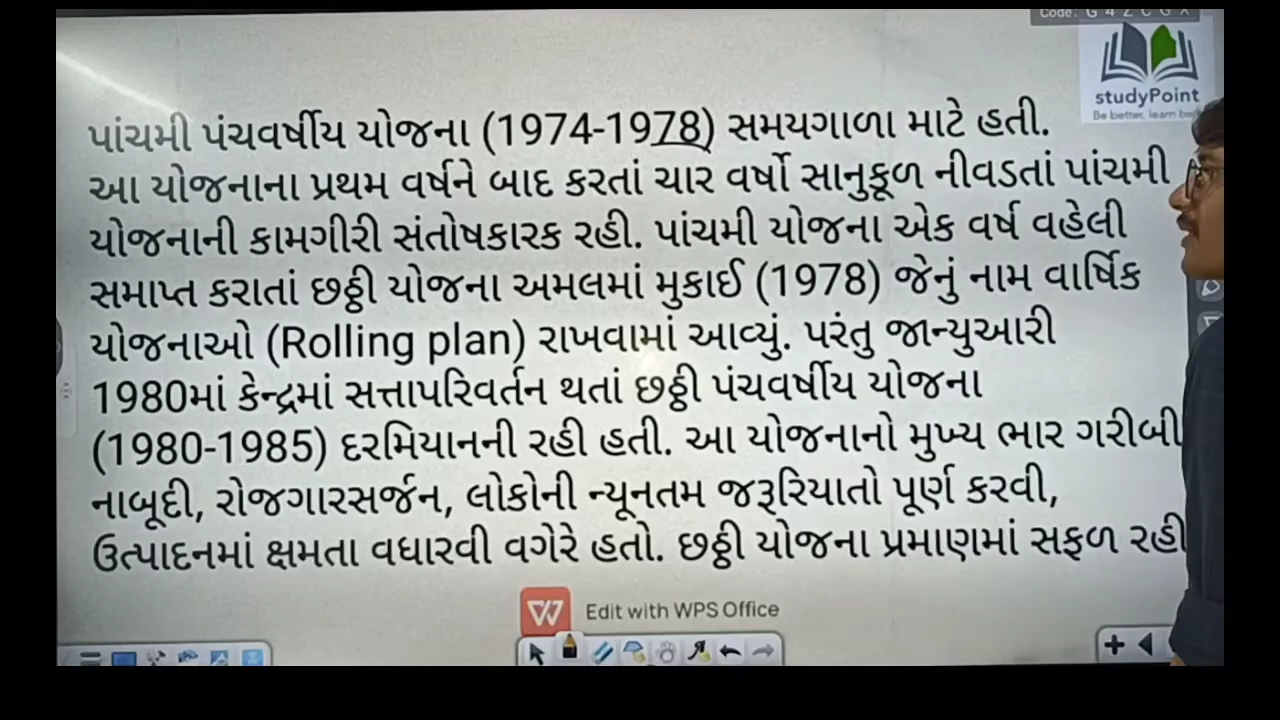 Code: G 4 Z C G X
studyPoint
Be better, learn be
પાંચમી પંચવર્ષીય યોજના (1974-1978) સમયગાળા માટે હતી.
આ યોજનાના પ્રથમ વર્ષને બાદ કરતાં ચાર વર્ષો સાનુકૂળ નીવડતાં પાંચમી
યોજનાની કામગીરી સંતોષકારક રહી. પાંચમી યોજના એક વર્ષ વહેલી
સમાપ્ત કરાતાં છઠ્ઠી યોજના અમલમાં મુકાઈ (1978) જેનું નામ વાર્ષિક
યોજનાઓ (Rolling plan) રાખવામાં આવ્યું. પરંતુ જાન્યુઆરી
1980માં કેન્દ્રમાં સત્તાપરિવર્તન થતાં છઠ્ઠી પંચવર્ષીય યોજના
(1980-1985) દરમિયાનની રહી હતી. આ યોજનાનો મુખ્ય ભાર ગરીબી
નાબૂદી, રોજગારસર્જન, લોકોની ન્યૂનતમ જરૂરિયાતો પૂર્ણ કરવી,
ઉત્પાદનમાં ક્ષમતા વધારવી વગેરે હતો. છઠ્ઠી યોજના પ્રમાણમાં સફળ રહી
Edit with WPS Office